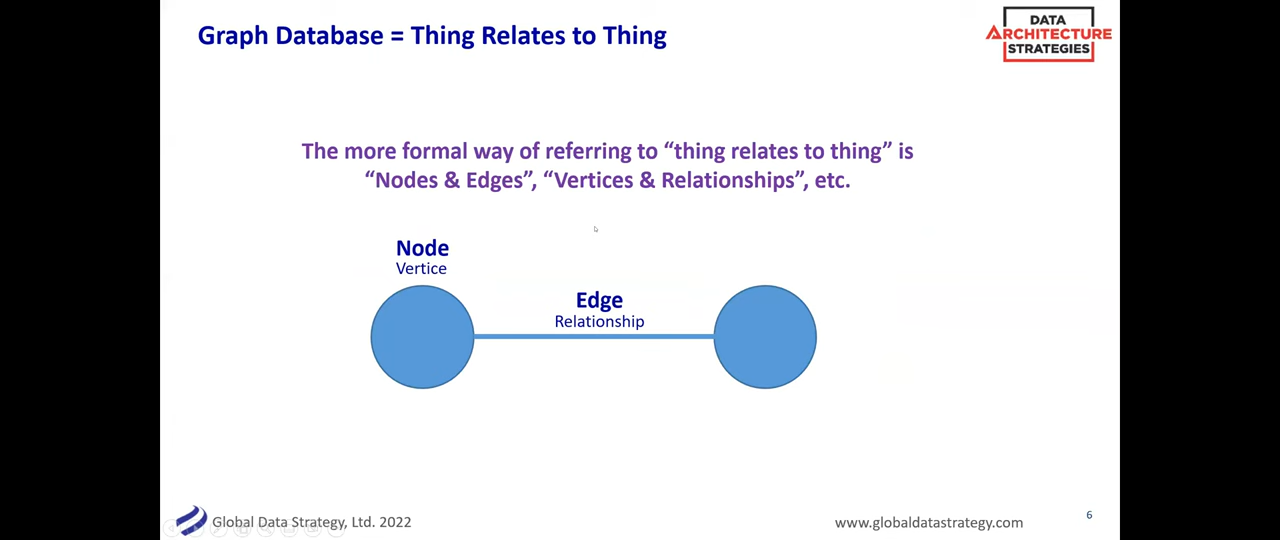 Graph Database = Thing Relates to Thing
DATA
ARCHITECTURE
STRATEGIES
The more formal way of referring to “thing relates to thing” is
“Nodes & Edges”, “Vertices & Relationships”, etc.
Node
Vertice
Edge
Relationship
Global Data Strategy, Ltd. 2022
www.globaldatastrategy.com
6